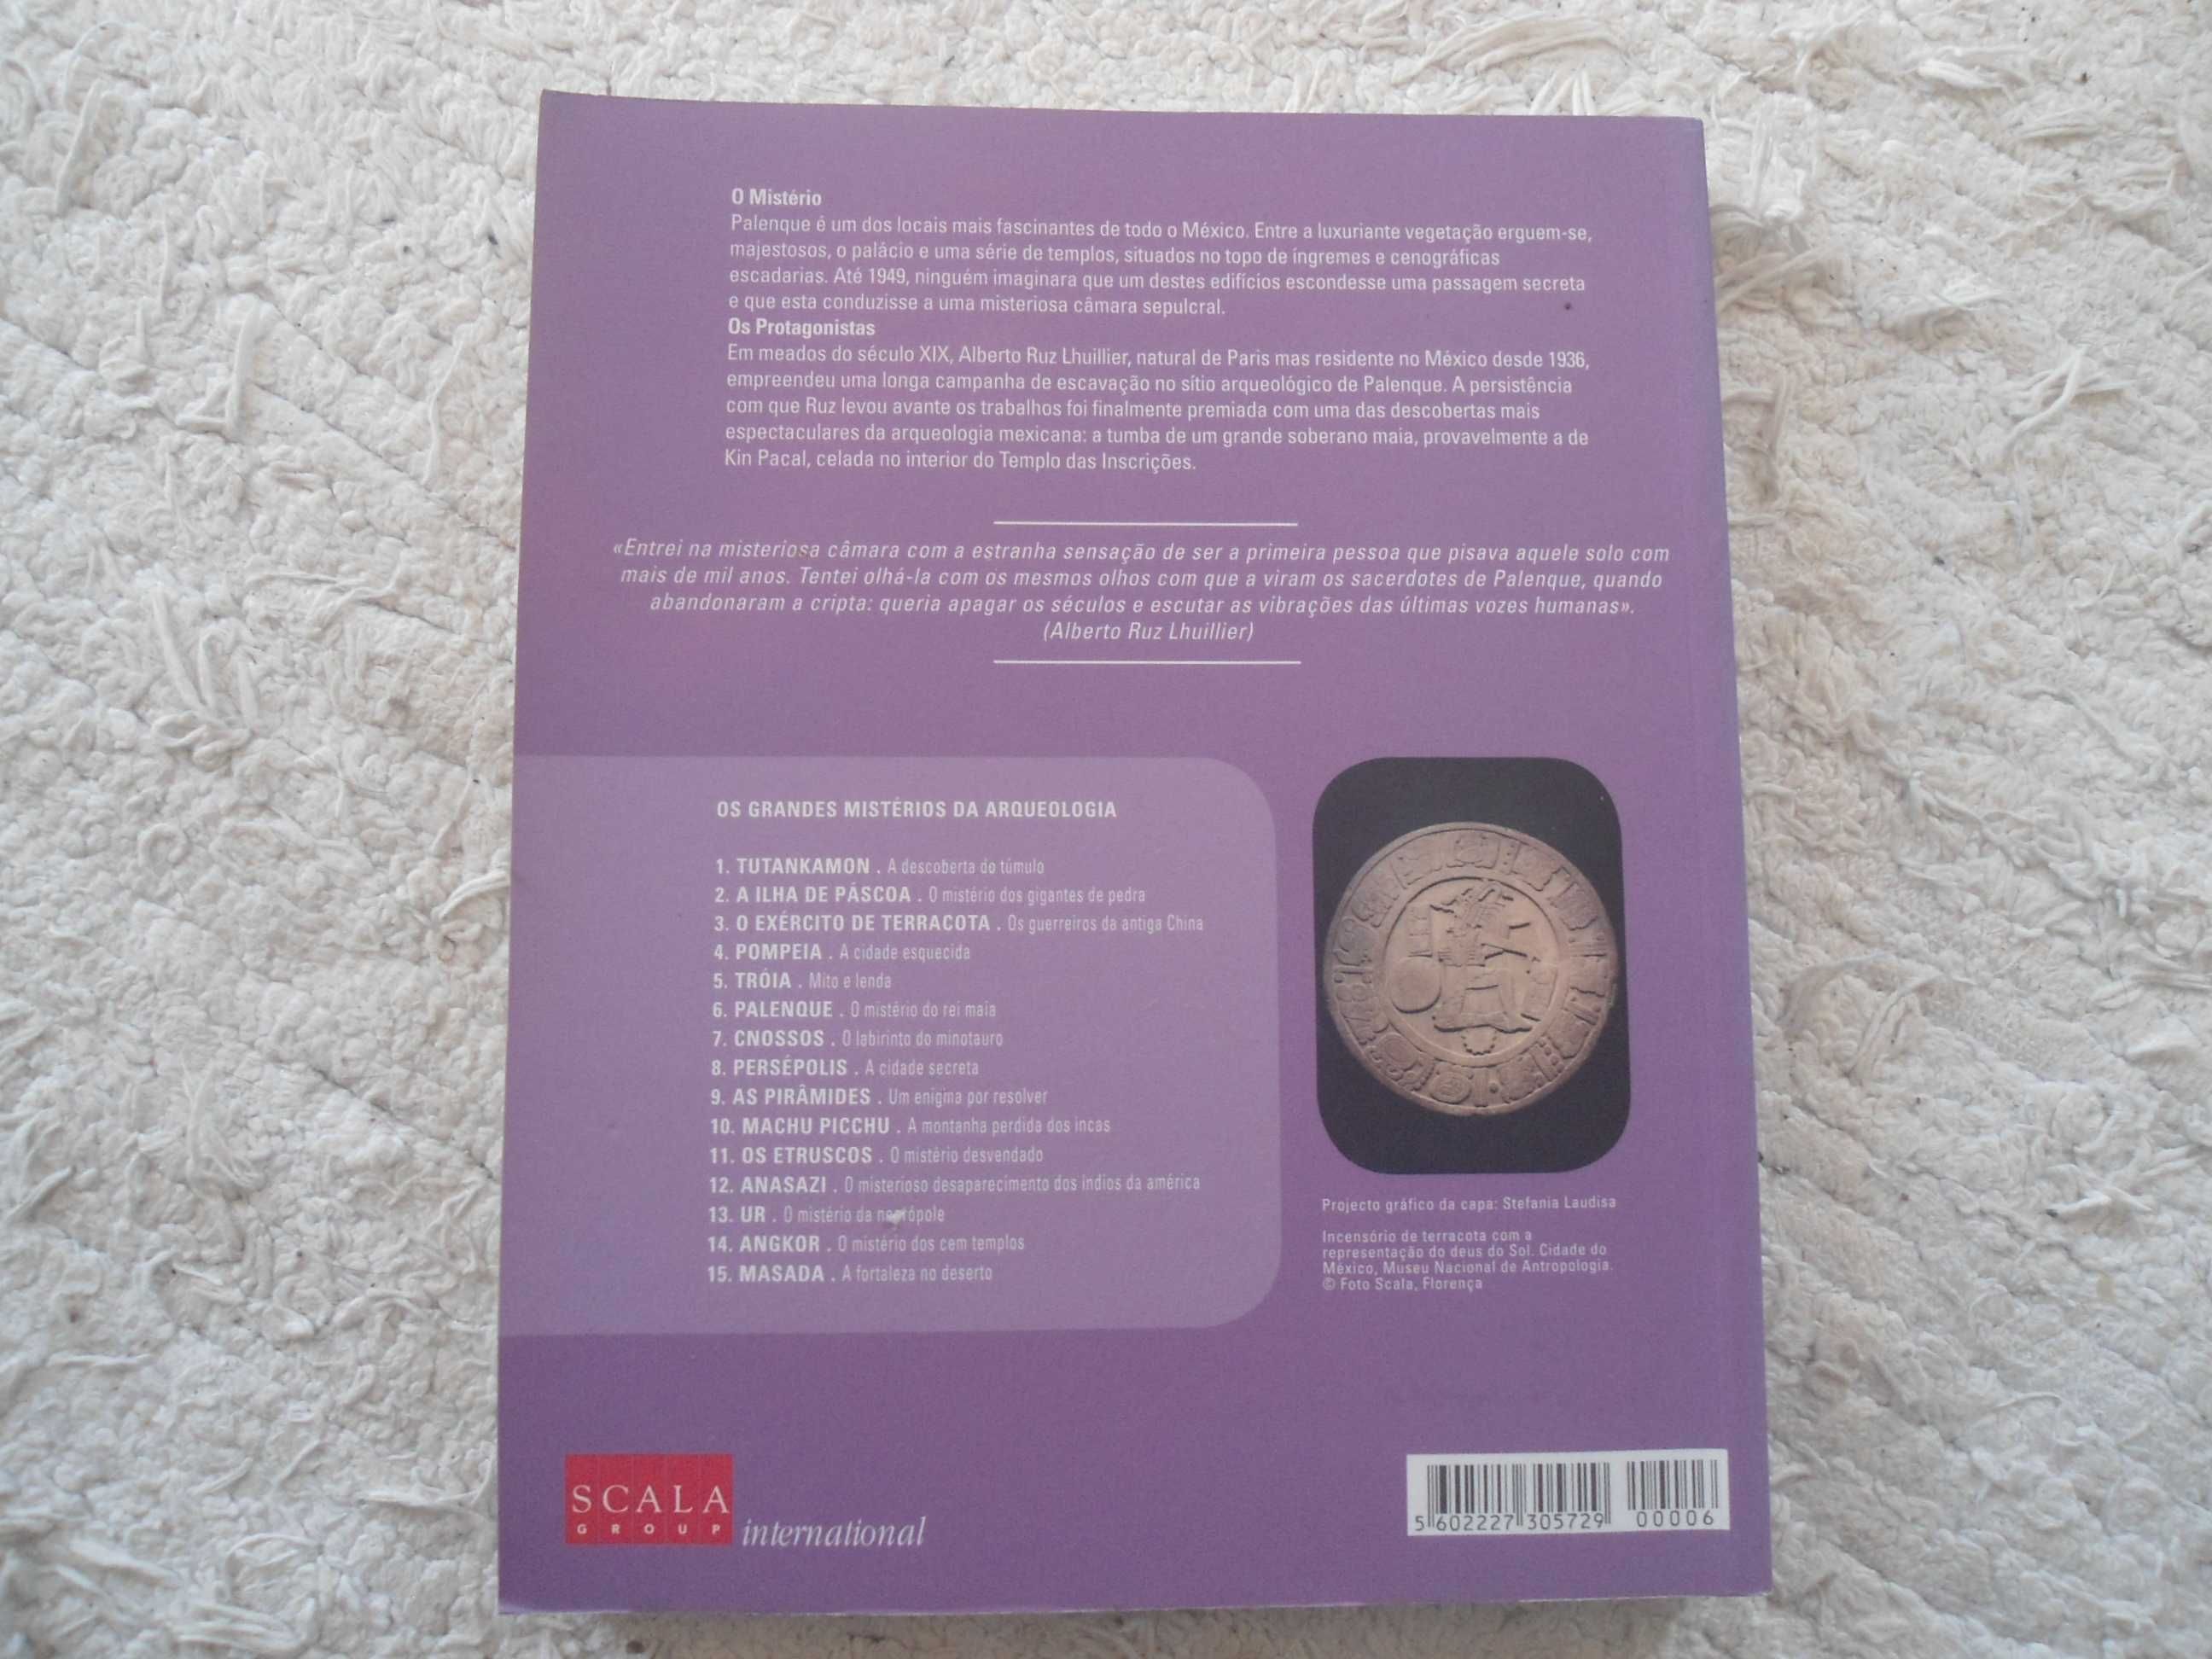 O Mistério
Palenque é um dos locais mais fascinantes de todo o México. Entre a luxuriante vegetação erguem-se,
majestosos, o palácio e uma série de templos, situados no topo de íngremes e cenográficas
escadarias. Até 1949, ninguém imaginara que um destes edifícios escondesse uma passagem secreta
e que esta conduzisse a uma misteriosa câmara sepulcral.
Os Protagonistas
Em meados do século XIX, Alberto Ruz Lhuillier, natural de Paris mas residente no México desde 1936,
empreendeu uma longa campanha de escavação no sítio arqueológico de Palenque. A persistência
com que Ruz levou avante os trabalhos foi finalmente premiada com uma das descobertas mais
espectaculares da arqueologia mexicana: a tumba de um grande soberano maia, provavelmente a de
Kin Pacal, celada no interior do Templo das Inscrições.
«Entrei na misteriosa câmara com a estranha sensação de ser a primeira pessoa que pisava aquele solo com
mais de mil anos. Tentei olhá-la com os mesmos olhos com que a viram os sacerdotes de Palenque, quando
abandonaram a cripta: queria apagar os séculos e escutar as vibrações das últimas vozes humanas».
(Alberto Ruz Lhuillier)
OS GRANDES MISTÉRIOS DA ARQUEOLOGIA
1. TUTANKAMON . A descoberta do túmulo
2. A ILHA DE PÁSCOA . O mistério dos gigantes de pedra
3. O EXÉRCITO DE TERRACOTA . Os guerreiros da antiga China
4. POMPEIA . A cidade esquecida
5. TRÓIA . Mito e lenda
6. PALENQUE . O mistério do rei maia
7. CNOSSOS . O labirinto do minotauro
8. PERSÉPOLIS . A cidade secreta
9. AS PIRÂMIDES . Um enigma por resolver
10. MACHU PICCHU . A montanha perdida dos incas
11. OS ETRUSCOS . O mistério desvendado
12. ANASAZI . O misterioso desaparecimento dos índios da américa
13. UR . O mistério da necrópole
14. ANGKOR . O mistério dos cem templos
15. MASADA . A fortaleza no deserto
Projecto gráfico da capa: Stefania Laudisa
Incensório de terracota com a
representação do deus do Sol. Cidade do
México, Museu Nacional de Antropologia.
© Foto Scala, Florença
SCALA
GROUP
international
5 602227 305729 00006